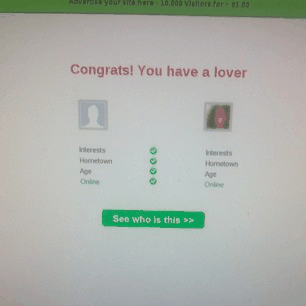 Advertise your site here - 10,000 Visitors for - $1.00
Congrats! You have a lover
Interests
Hometown
Age
Online
Interests
Hometown
Age
Online
See who is this >>